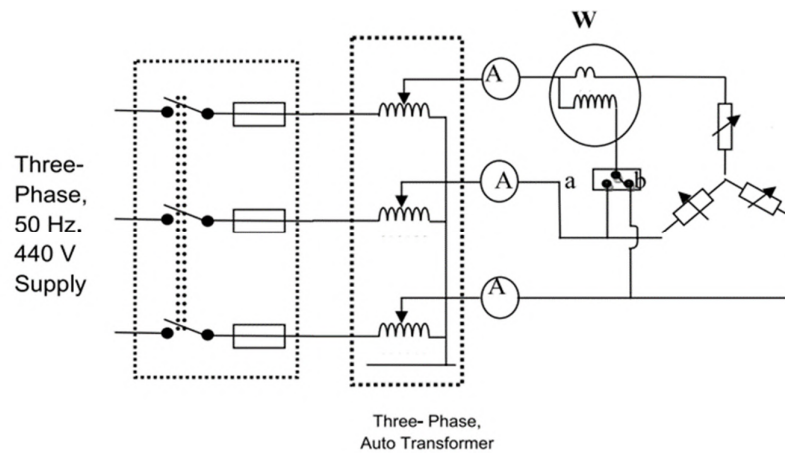 W
A
Three-
Phase,
50 Hz.
440 V
Supply
A
a
b
A
Three- Phase,
Auto Transformer